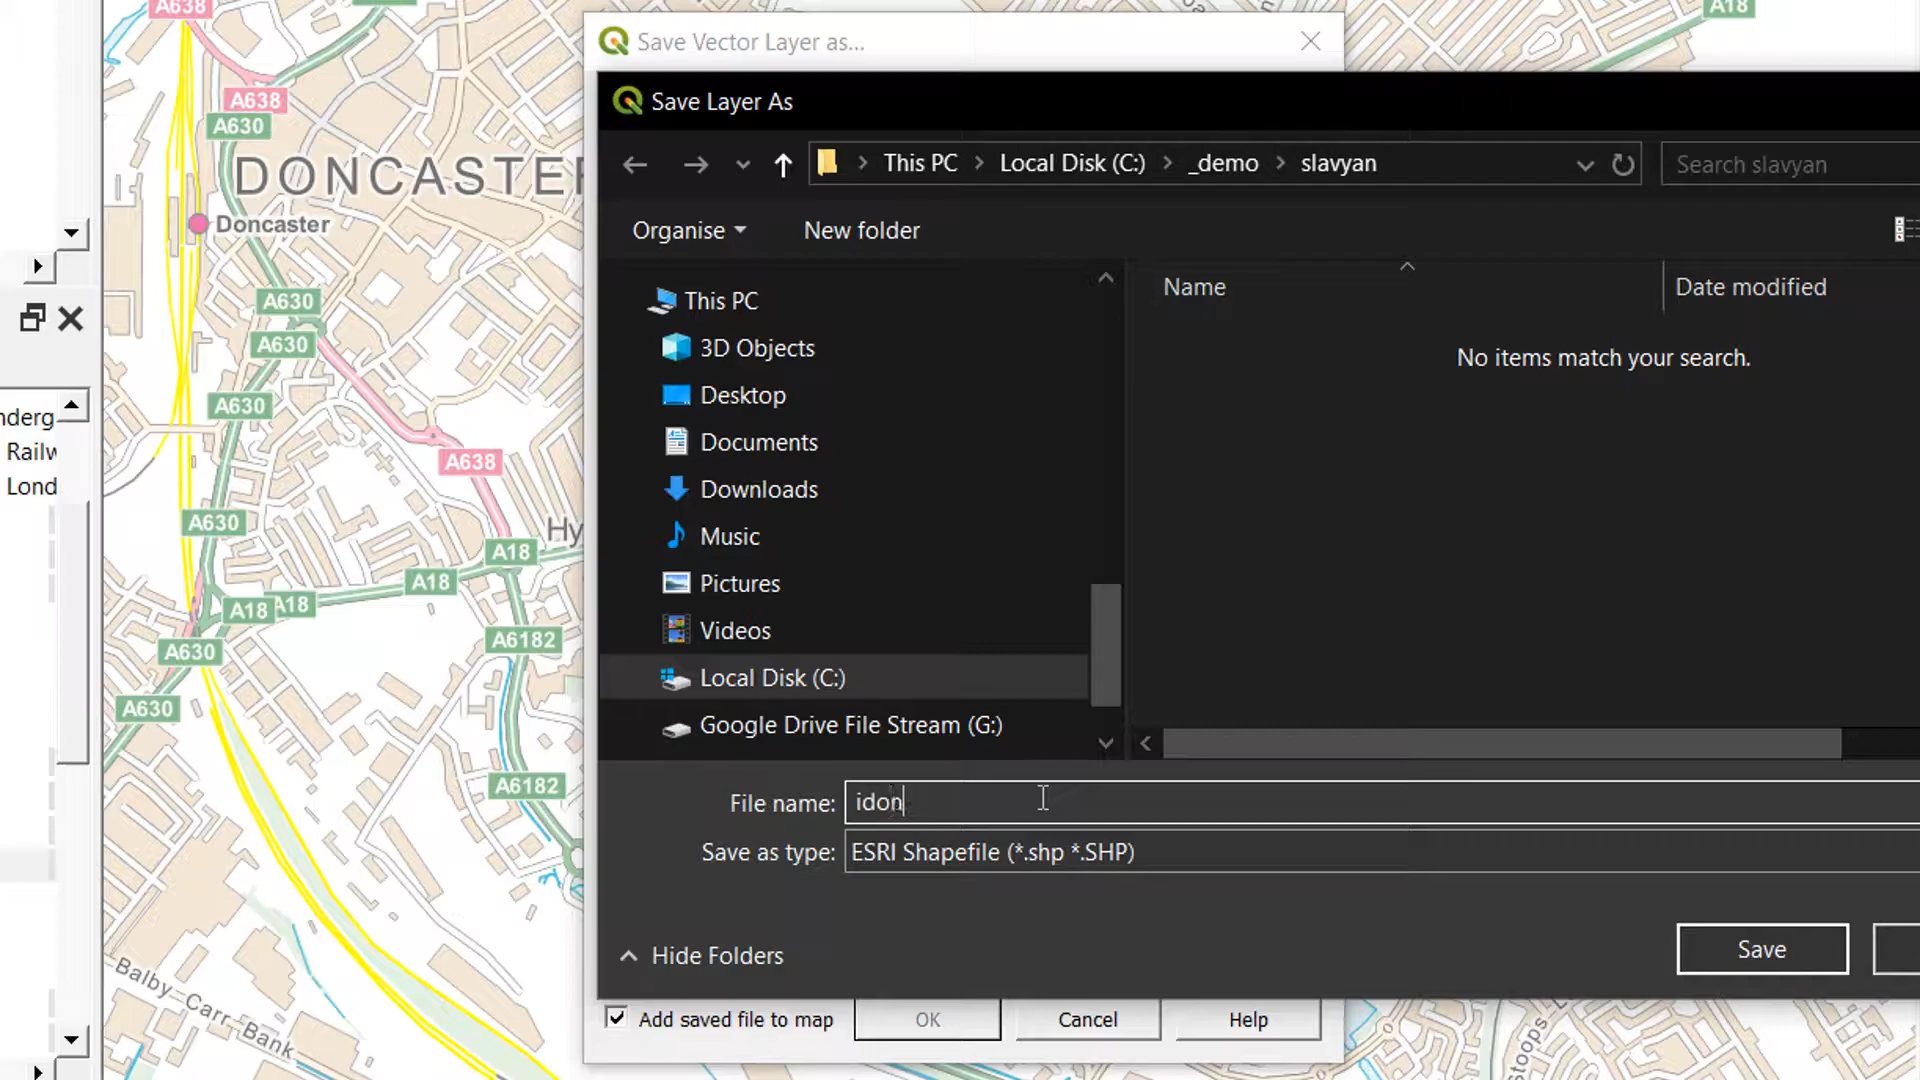 A638
A18
Save Vector Layer as...
A638
A630
Save Layer As
DONCASTER
This PC > Local Disk (C:) > _demo > slavyan
Search slavyan
Doncaster
Organise
New folder
Name
Date modified
A630
This PC
A630
3D Objects
No items match your search.
Desktop
A630
nderg
Documents
Railw
A638
Lond
Downloads
A630
Hy
Music
A18
A18
Pictures
A18
A18
Videos
A6182
A630
Local Disk (C:)
A630
Google Drive File Stream (G:)
A6182
File name: idon
Save as type: ESRI Shapefile (*.shp *.SHP)
Save
Hide Folders
Balby Carr Bank
Add saved file to map
OK
Cancel
Help
Stoops